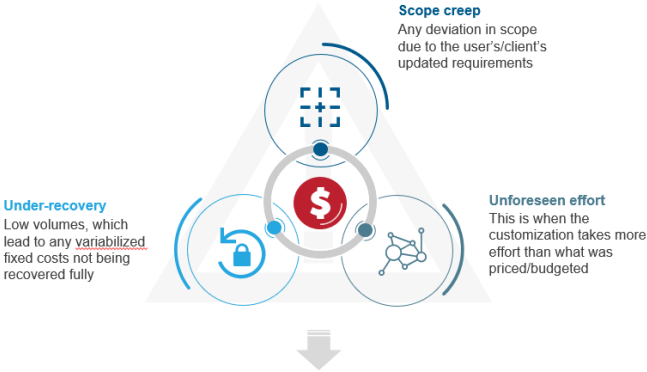 Scope creep
Any deviation in scope
due to the user's/client's
updated requirements
$
Under-recovery
Low volumes, which
lead to any variabilized
fixed costs not being
recovered fully
Unforeseen effort
This is when the
customization takes more
effort than what was
priced/budgeted